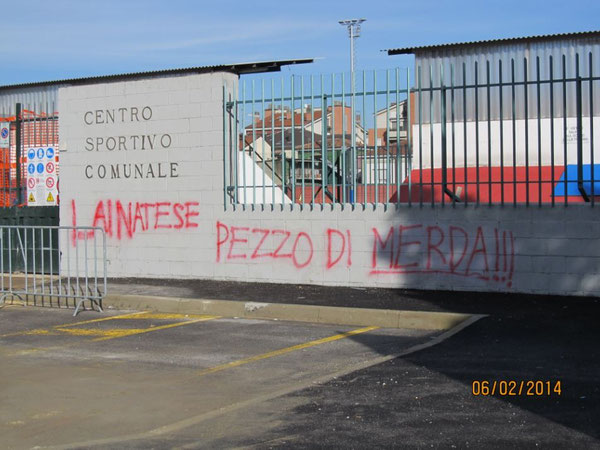 CENTRO
SPORTIVO
COMUNALE
LAINATESE
PEZZO DI MERDA!!!
06/02/2014